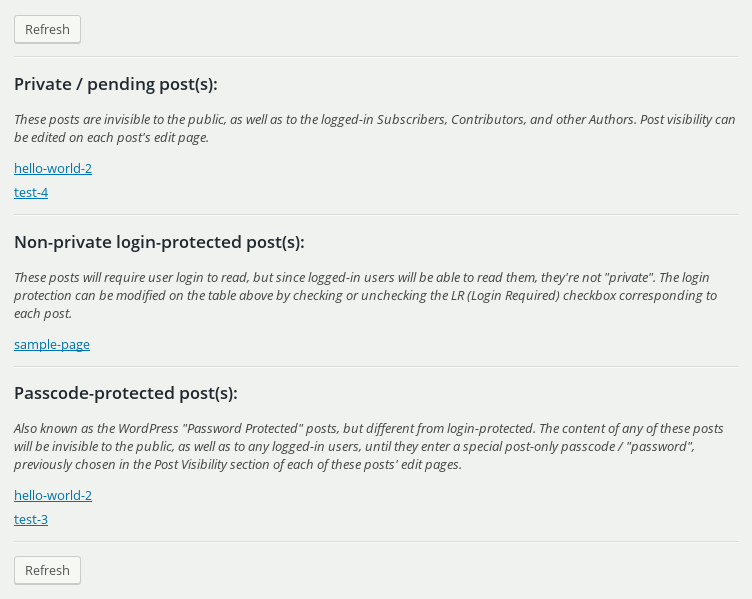 Refresh
Private / pending post(s):
These posts are invisible to the public, as well as to the logged-in Subscribers, Contributors, and other Authors. Post visibility can
be edited on each post's edit page.
hello-world-2
test-4
Non-private login-protected post(s):
These posts will require user login to read, but since logged-in users will be able to read them, they're not "private". The login
protection can be modified on the table above by checking or unchecking the LR (Login Required) checkbox corresponding to
each post.
sample-page
Passcode-protected post(s):
Also known as the WordPress "Password Protected" posts, but different from login-protected. The content of any of these posts
will be invisible to the public, as well as to any logged-in users, until they enter a special post-only passcode / "password",
previously chosen in the Post Visibility section of each of these posts' edit pages.
hello-world-2
test-3
Refresh